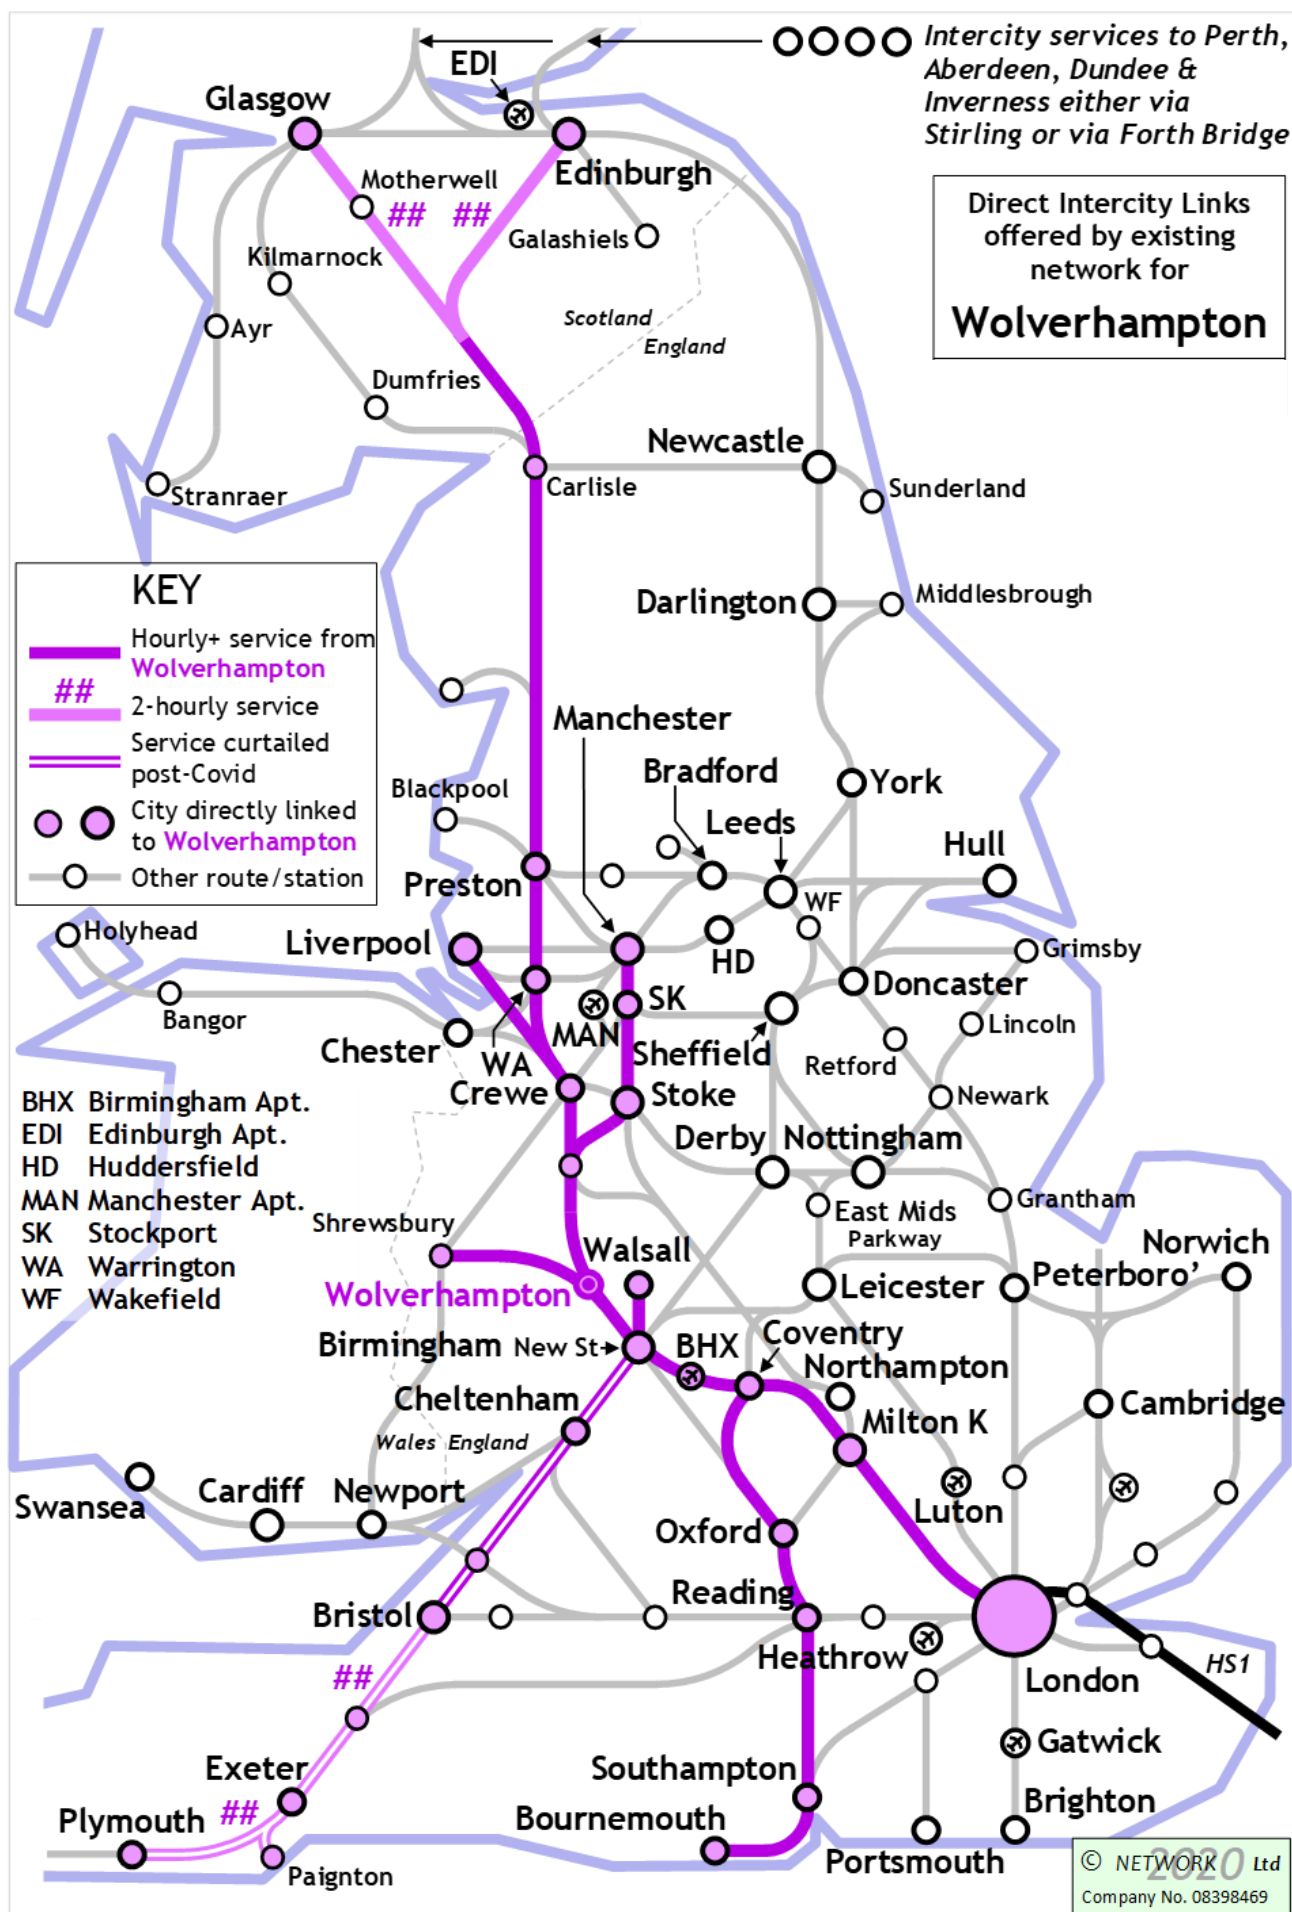 Intercity services to Perth,
Aberdeen, Dundee &
Inverness either via
Stirling or via Forth Bridge
Direct Intercity Links
offered by existing
network for
Wolverhampton
EDI
Glasgow
Edinburgh
Motherwell
## ##
Galashiels
Kilmarnock
Ayr
Scotland
England
Dumfries
Newcastle
Carlisle
Sunderland
Stranraer
KEY
Hourly+ service from
Wolverhampton
##
2-hourly service
Service curtailed
post-Covid
City directly linked
to Wolverhampton
Other route/station
Darlington
Middlesbrough
Manchester
Bradford
York
Blackpool
Leeds
Hull
Preston
WF
Holyhead
Liverpool
HD
Grimsby
Doncaster
Bangor
SK
MAN
Lincoln
Chester
WA
Sheffield
Retford
Crewe
Stoke
Newark
BHX Birmingham Apt.
EDI Edinburgh Apt.
HD Huddersfield
MAN Manchester Apt.
SK Stockport
WA Warrington
WF Wakefield
Derby
Nottingham
Grantham
East Mids
Parkway
Shrewsbury
Walsall
Norwich
Wolverhampton
Leicester
Peterboro’
Birmingham New St
BHX
Coventry
Northampton
Cheltenham
Cambridge
Milton K
Wales England
Swansea
Cardiff
Newport
Luton
Oxford
Reading
Bristol
Heathrow
London
HS1
##
Gatwick
Exeter
Southampton
Brighton
Plymouth
##
Bournemouth
Portsmouth
Paignton
© NETWORK 2020 Ltd
Company No. 08398469